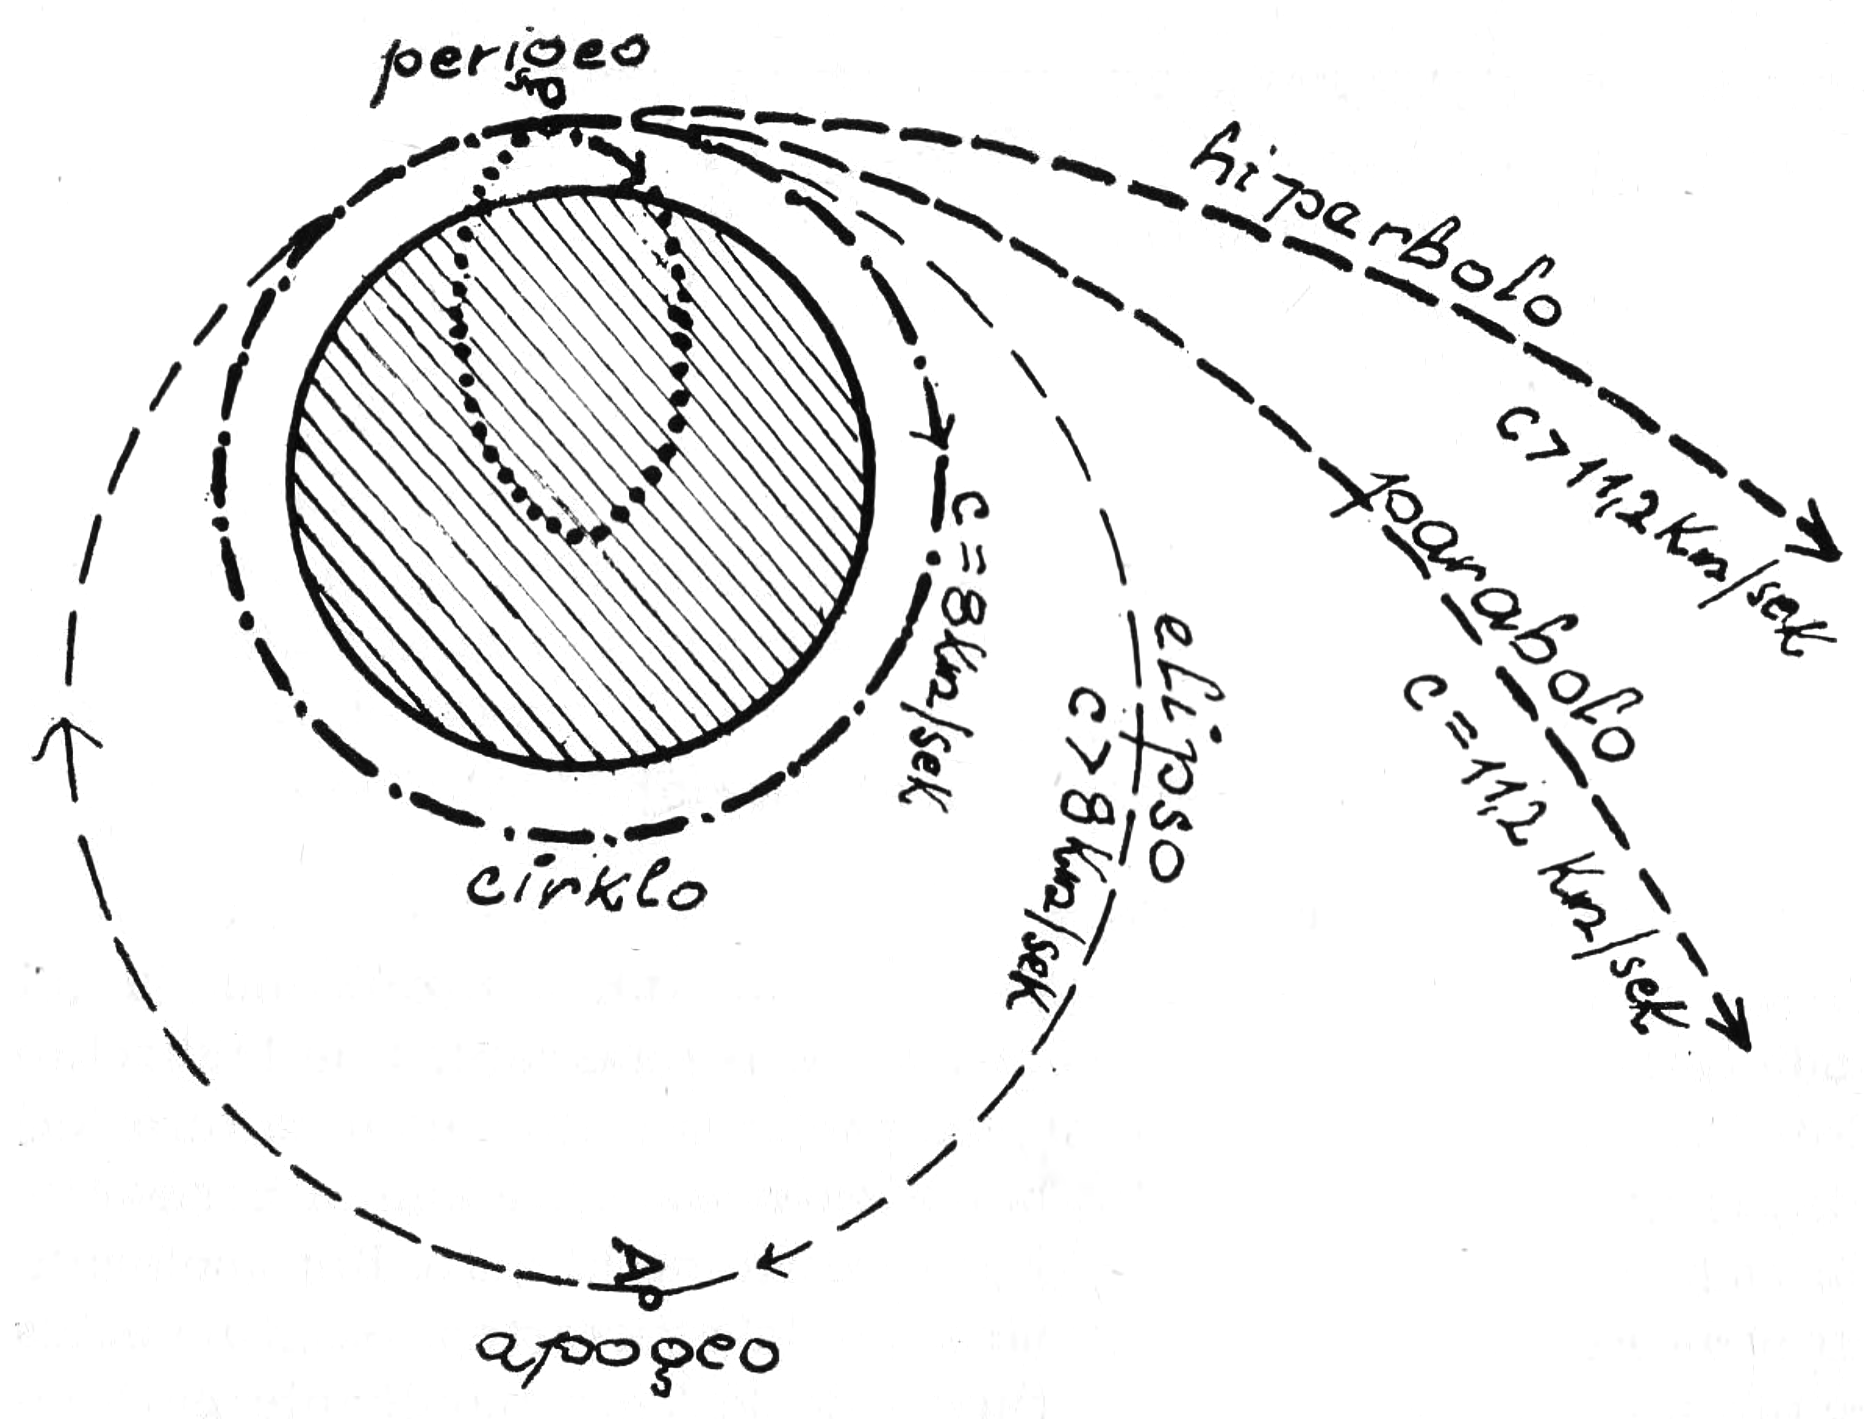 perigeo
hiparbolo
c > 11,2 Km/sek
parabolo
c = 11,2 Km/sek
c = 8 Km/sek
elipso
c > 8 Km/sek
cirklo
A
apogeo